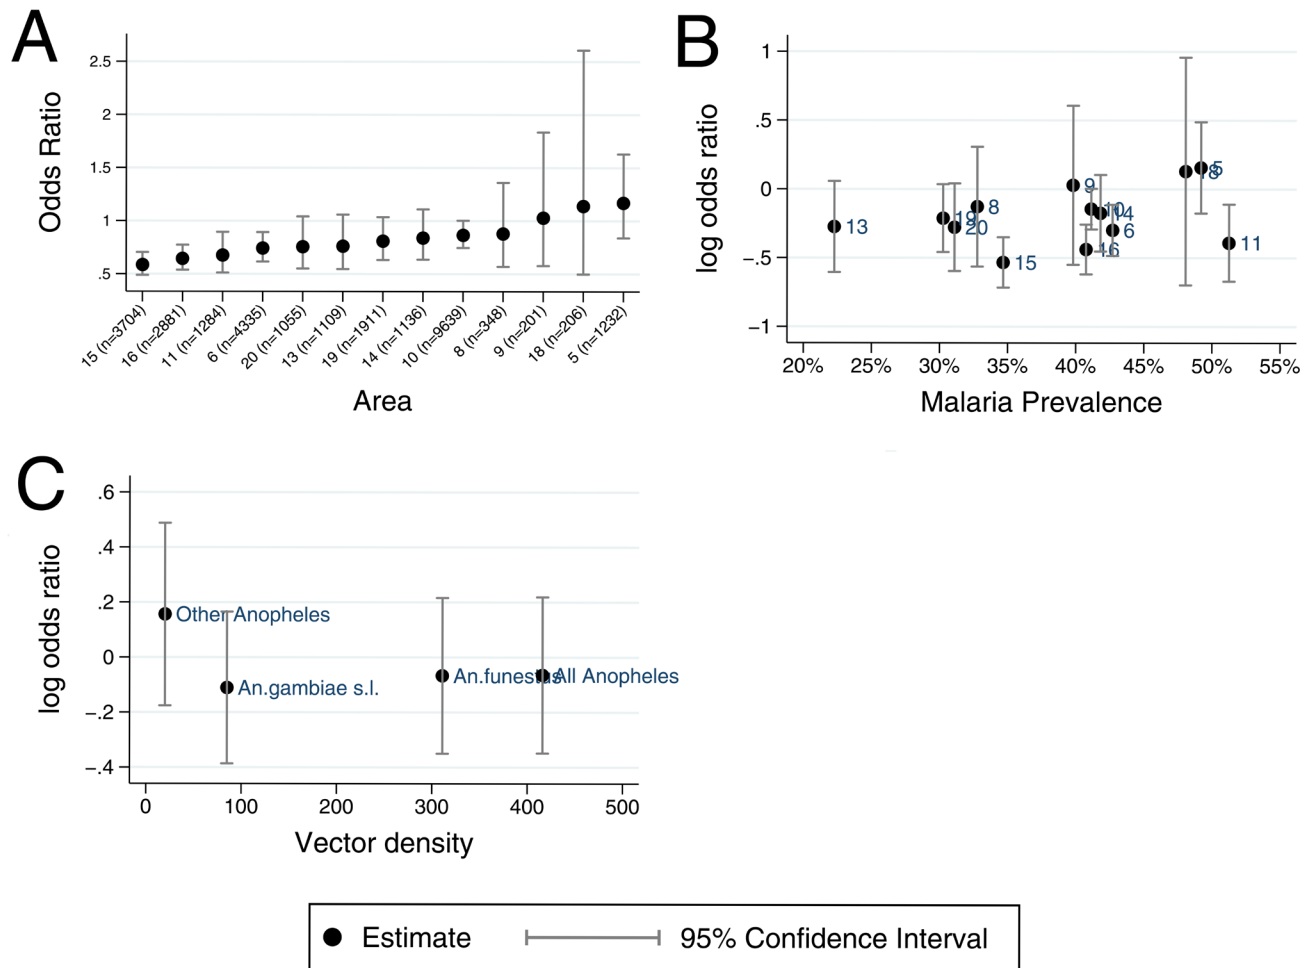 A
Odds Ratio
2.5
2
1.5
1
.5
15 (n=3704)
16 (n=2881)
11 (n=1284)
6 (n=4335)
20 (n=1055)
13 (n=1109)
19 (n=1911)
14 (n=1136)
10 (n=9639)
8 (n=348)
9 (n=201)
18 (n=206)
5 (n=1232)
Area
B
log odds ratio
1
.5
0
−.5
−1
13
19
20
8
15
9
16
10
14
6
18
5
11
20%
25%
30%
35%
40%
45%
50%
55%
Malaria Prevalence
C
log odds ratio
.6
.4
.2
0
−.2
−.4
Other Anopheles
An.gambiae s.l.
An.funestus
All Anopheles
0
100
200
300
400
500
Vector density
Estimate
95% Confidence Interval